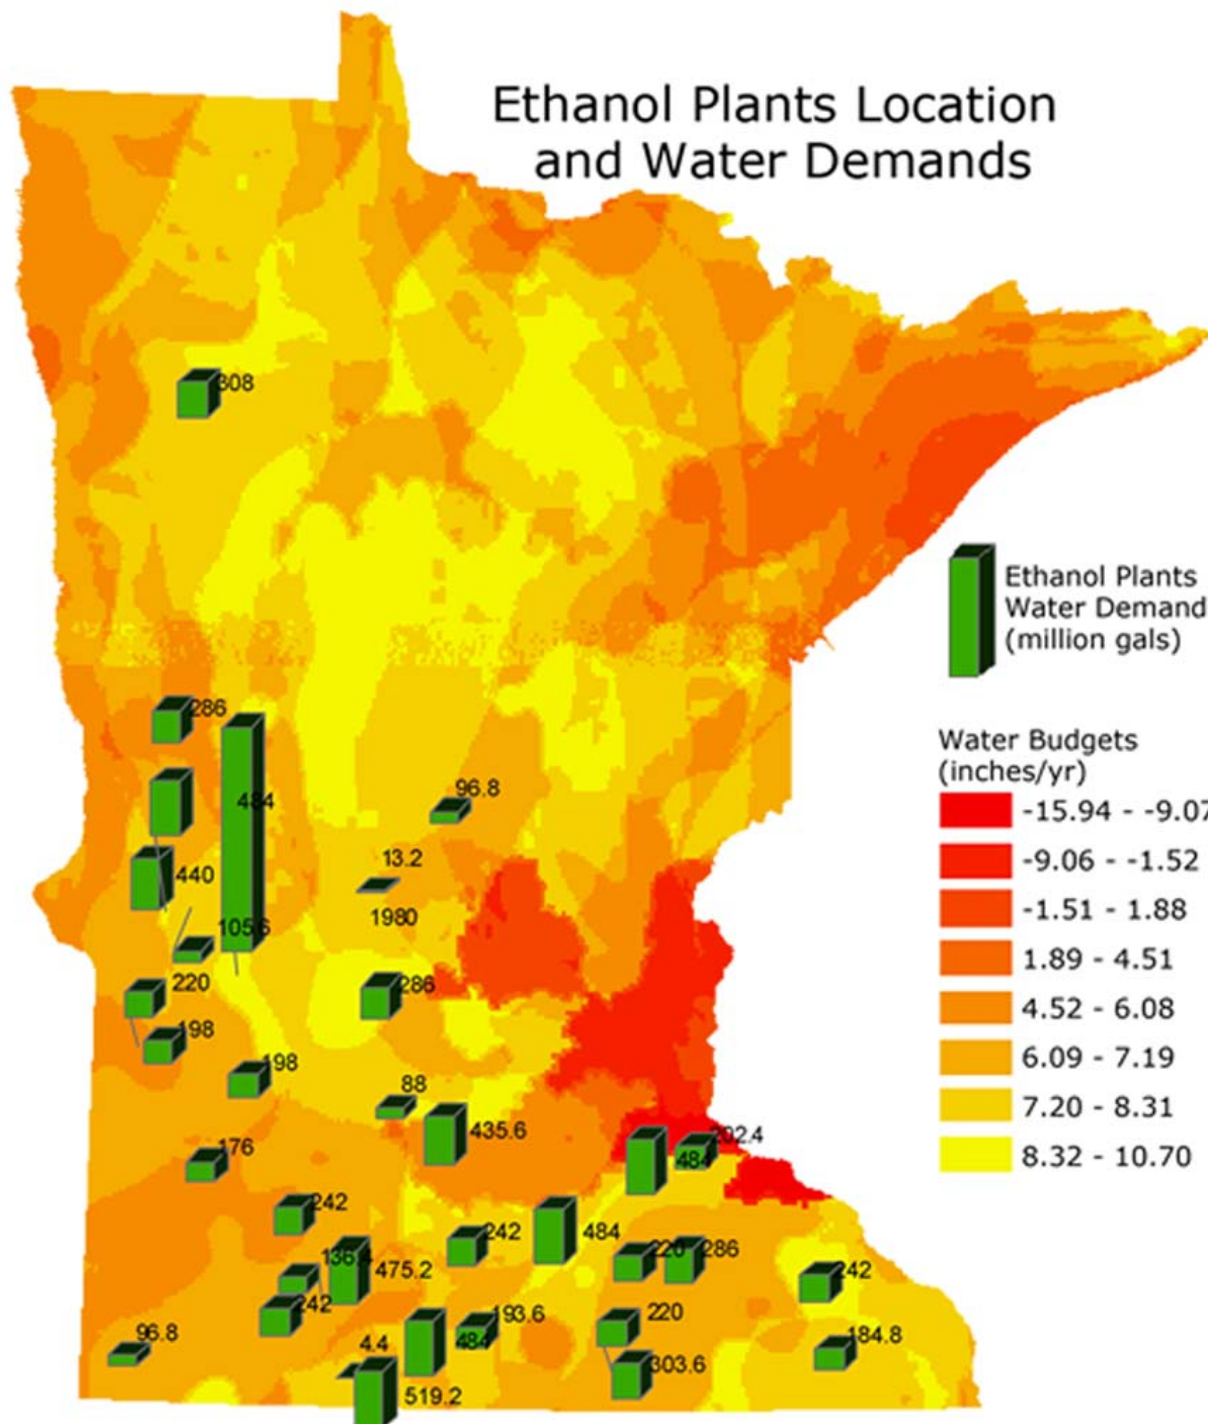 Ethanol Plants Location
and Water Demands
308
Ethanol Plants
Water Demand
(million gals)
286
Water Budgets
(inches/yr)
484
96.8
-15.94 - -9.07
13.2
-9.06 - -1.52
440
1980
-1.51 - 1.88
105.6
1.89 - 4.51
220
286
4.52 - 6.08
198
198
6.09 - 7.19
88
7.20 - 8.31
435.6
202.4
8.32 - 10.70
176
484
242
242
484
220
286
136.4
475.2
242
242
193.6
220
96.8
4.4
484
184.8
303.6
519.2